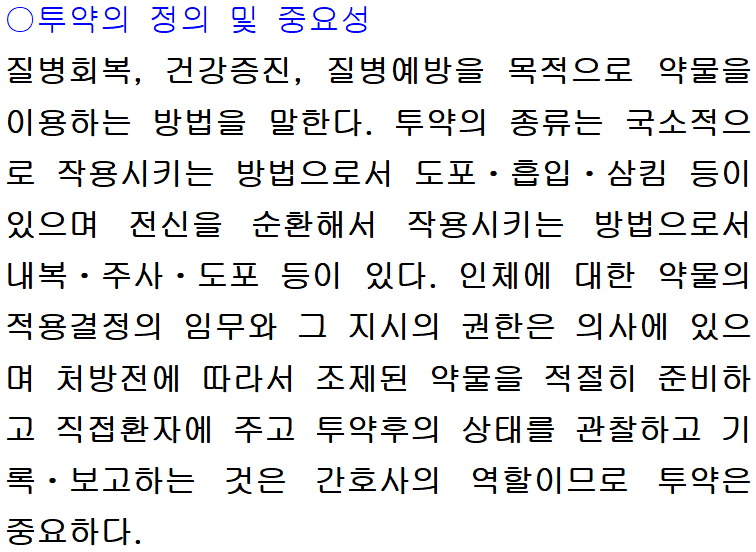 ○투약의 정의 및 중요성
질병회복, 건강증진, 질병예방을 목적으로 약물을
이용하는 방법을 말한다. 투약의 종류는 국소적으
로 작용시키는 방법으로서 도포·흡입·삼킴 등이
있으며 전신을 순환해서 작용시키는 방법으로서
내복·주사·도포 등이 있다. 인체에 대한 약물의
적용결정의 임무와 그 지시의 권한은 의사에 있으
며 처방전에 따라서 조제된 약물을 적절히 준비하
고 직접환자에 주고 투약후의 상태를 관찰하고 기
록·보고하는 것은 간호사의 역할이므로 투약은
중요하다.